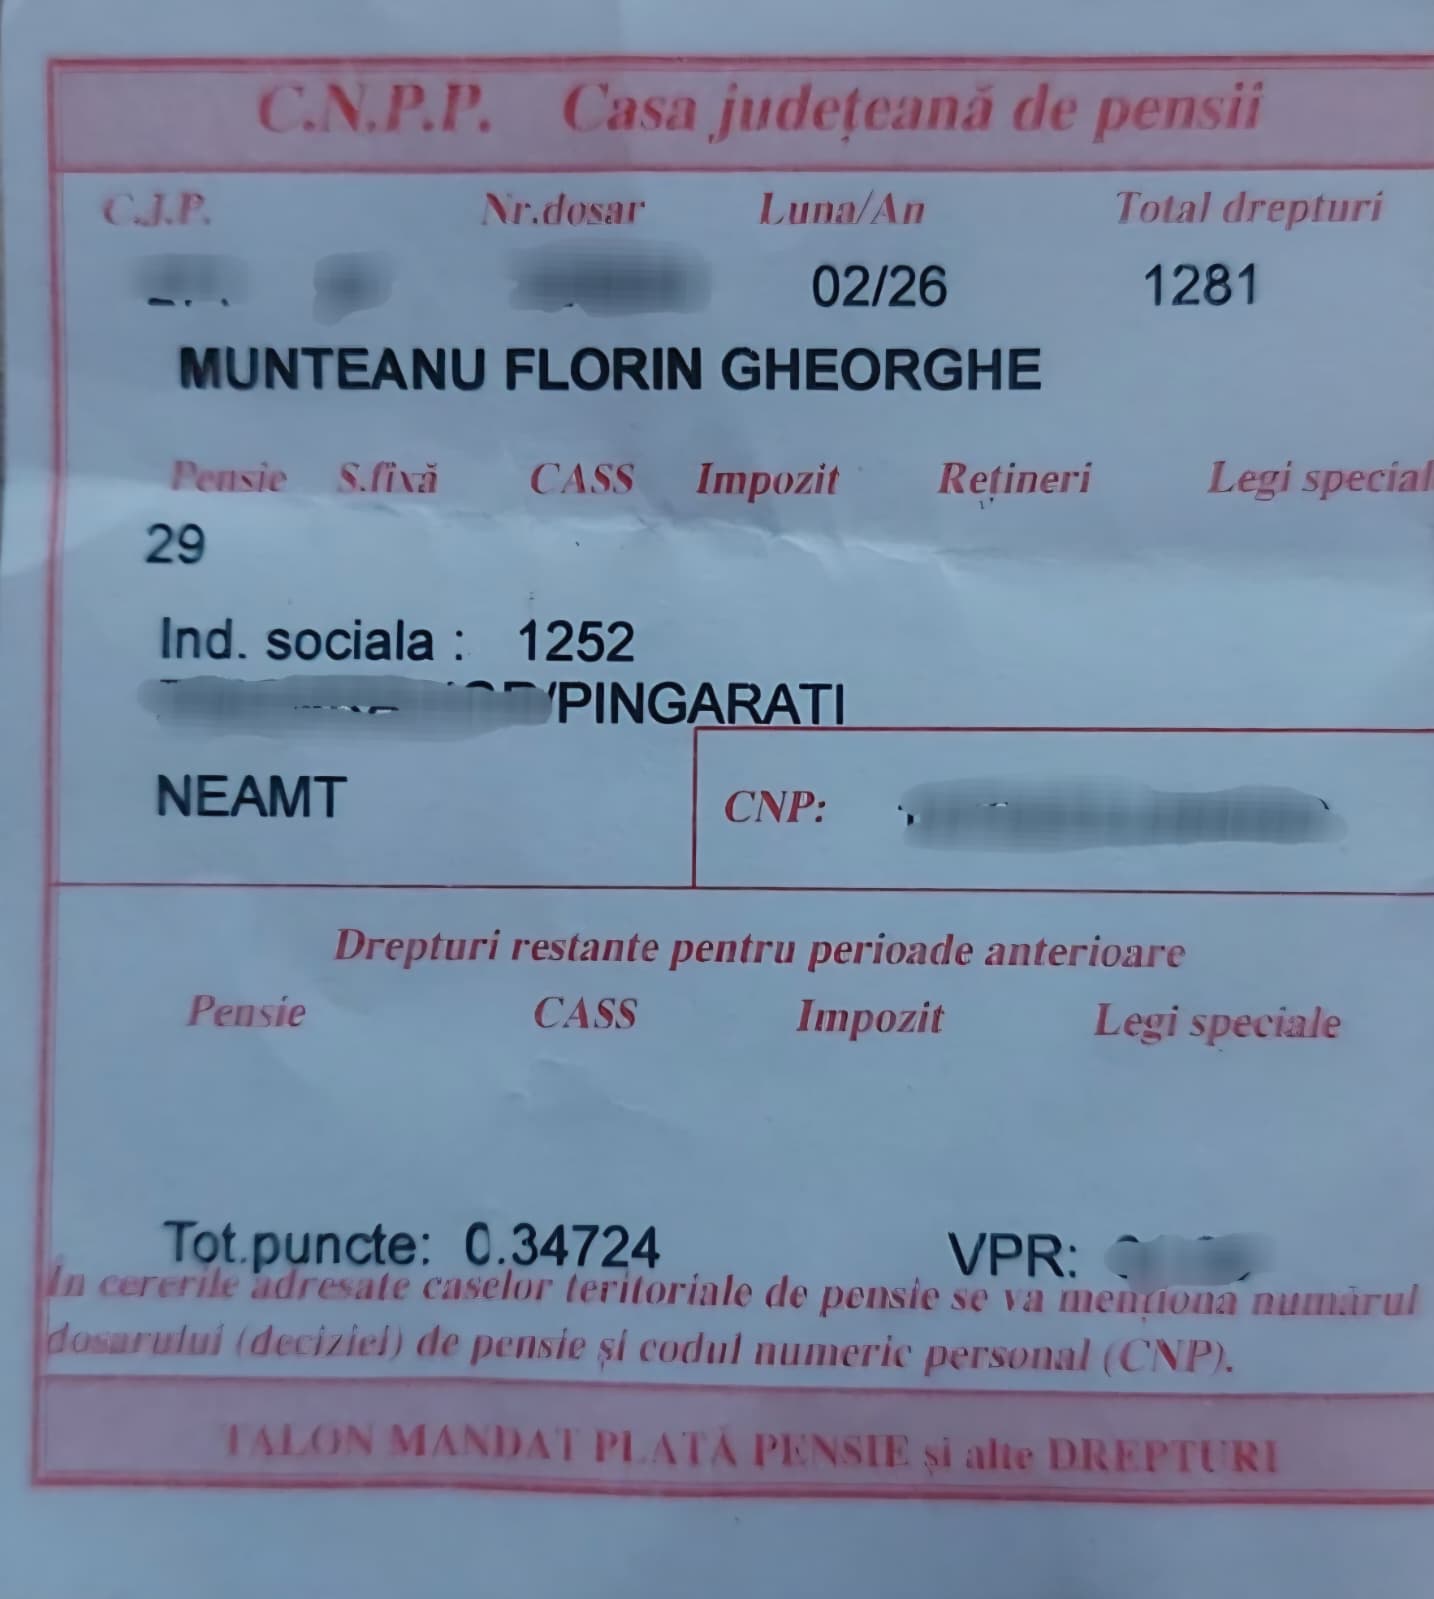 C.N.P.P. Casa județeană de pensii
C.J.P. Nr.dosar Luna/An Total drepturi
02/26 1281
MUNTEANU FLORIN GHEORGHE
Pensie S.fixă CASS Impozit Rețineri Legi special
29
Ind. sociala : 1252
/PINGARATI
NEAMT
CNP:
Drepturi restante pentru perioade anterioare
Pensie CASS Impozit Legi speciale
Tot.puncte: 0.34724 VPR:
În cererile adresate caselor teritoriale de pensie se va menționa numărul
dosarului (deciziei) de pensie și codul numeric personal (CNP).
TALON MANDAT PLATĂ PENSIE și alte DREPTURI